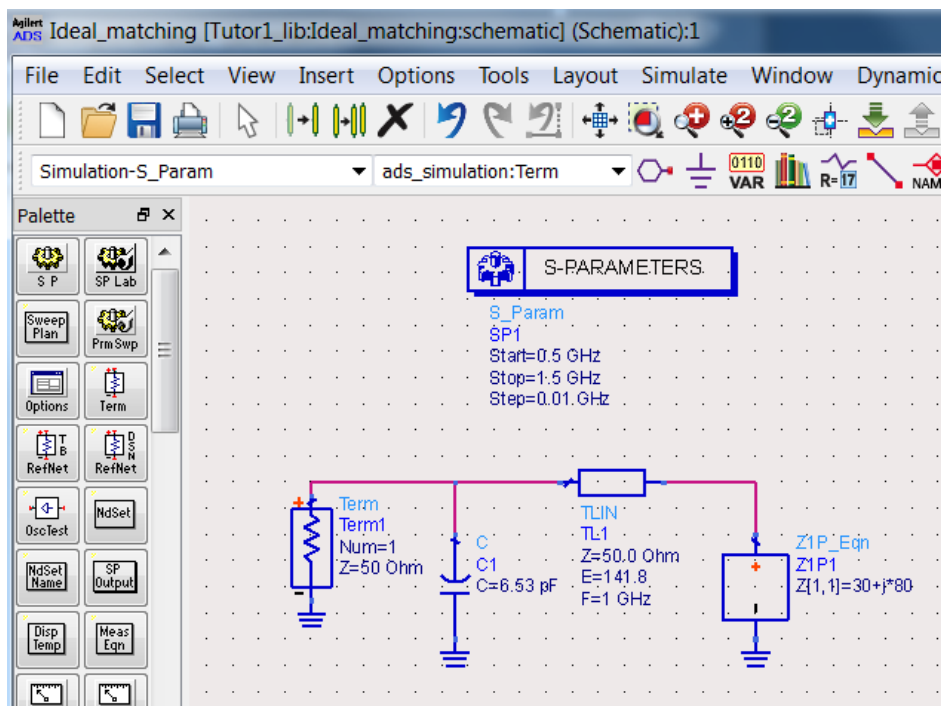 Agilent
ADS
Ideal_matching [Tutor1_lib:Ideal_matching:schematic] (Schematic):1
File Edit Select View Insert Options Tools Layout Simulate Window Dynamic
2 2
Simulation-S_Param ads_simulation:Term 0110 VAR R=17 NAM
Palette
S P SP Lab
Sweep Plan Prm Swp
Options Term
T B RefNet D S N RefNet
OscTest NdSet
NdSet Name SP Output
Disp Temp Meas Eqn
S-PARAMETERS
S_Param
SP1
Start=0.5 GHz
Stop=1.5 GHz
Step=0.01 GHz
Term
Term1
Num=1
Z=50 Ohm
C
C1
C=6.53 pF
TLIN
TL1
Z=50.0 Ohm
E=141.8
F=1 GHz
Z1P_Eqn
Z1P1
Z[1,1]=30+j*80